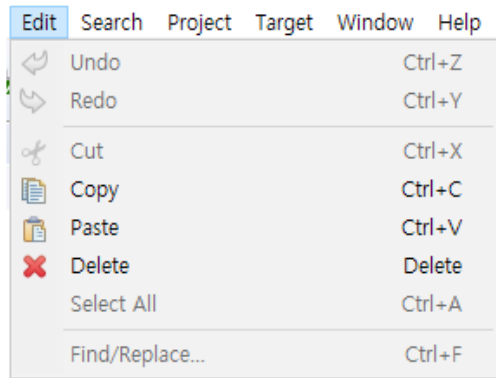 Edit Search Project Target Window Help
Undo Ctrl+Z
Redo Ctrl+Y
Cut Ctrl+X
Copy Ctrl+C
Paste Ctrl+V
Delete Delete
Select All Ctrl+A
Find/Replace... Ctrl+F